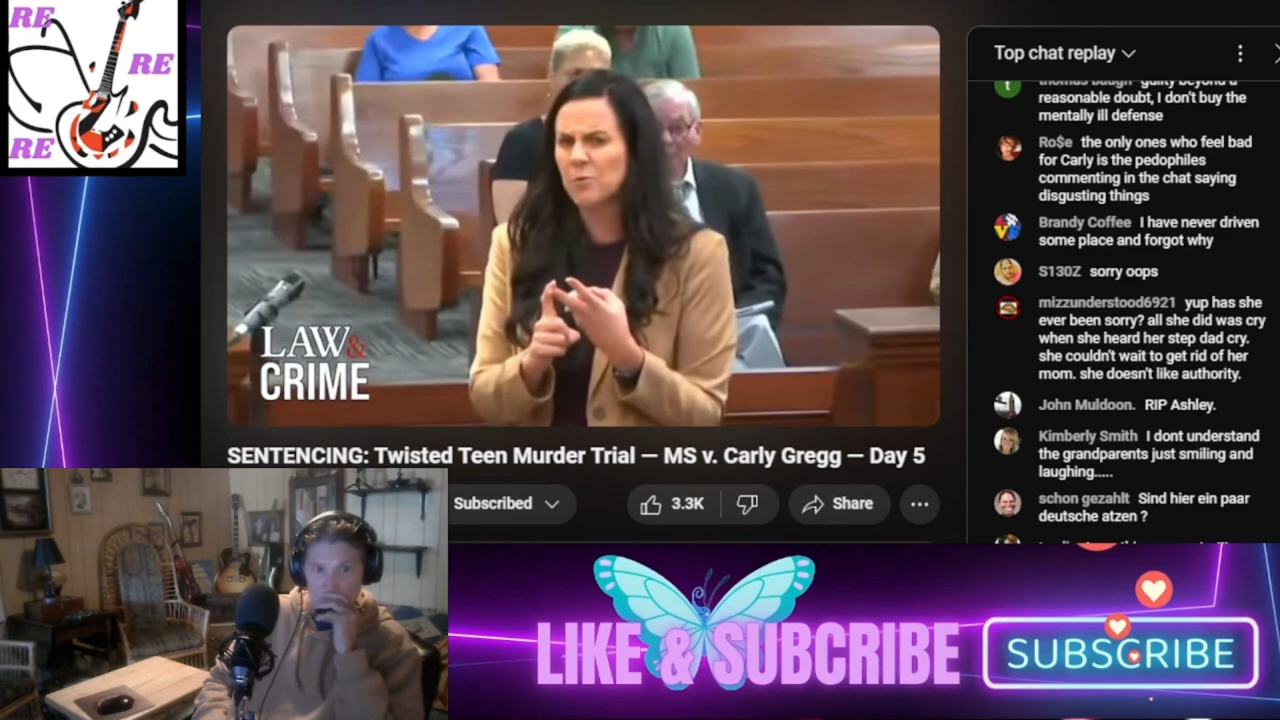 RE
RE
RE
LAW&
CRIME
SENTENCING: Twisted Teen Murder Trial — MS v. Carly Gregg — Day 5
Subscribed
3.3K
Share
Top chat replay
t
thomas baugh guilty beyond a
reasonable doubt, I don't buy the
mentally ill defense
Ro$e the only ones who feel bad
for Carly is the pedophiles
commenting in the chat saying
disgusting things
Brandy Coffee I have never driven
some place and forgot why
S130Z sorry oops
mizzunderstood6921 yup has she
ever been sorry? all she did was cry
when she heard her step dad cry.
she couldn't wait to get rid of her
mom. she doesn't like authority.
John Muldoon. RIP Ashley.
Kimberly Smith I dont understand
the grandparents just smiling and
laughing.....
schon gezahlt Sind hier ein paar
deutsche atzen ?
LIKE & SUBCRIBE
SUBSCRIBE